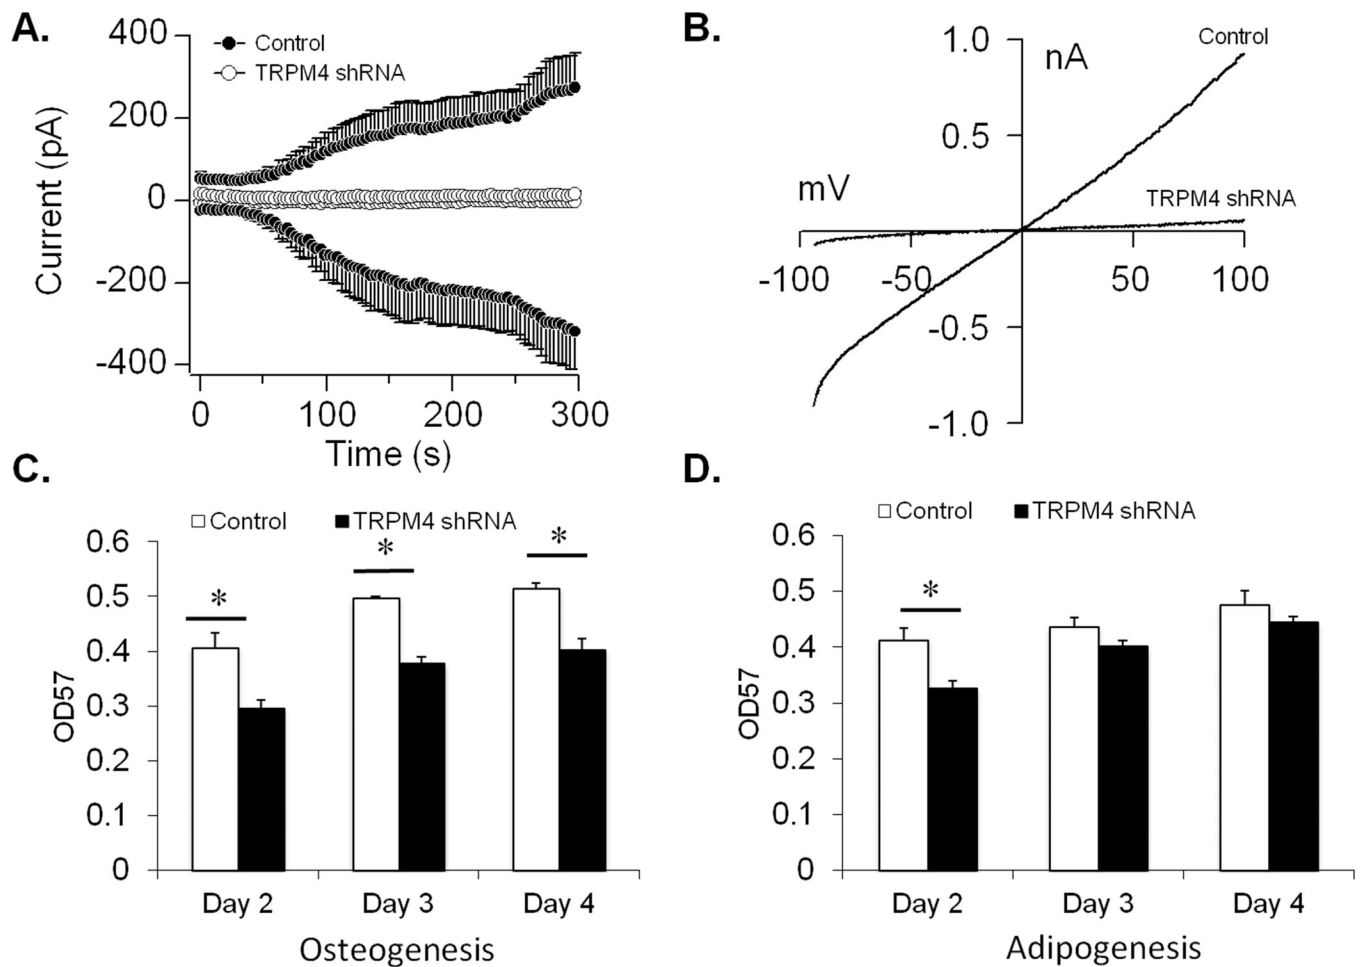 A.
400
200
0
-200
-400
Current (pA)
Control
TRPM4 shRNA
0 100 200 300
Time (s)
B.
1.0
nA
Control
0.5
mV
TRPM4 shRNA
-100 -50 50 100
-0.5
-1.0
C.
Control TRPM4 shRNA
0.6
0.5
0.4
0.3
0.2
0.1
0
OD57
* * *
Day 2 Day 3 Day 4
Osteogenesis
D.
Control TRPM4 shRNA
0.6
0.5
0.4
0.3
0.2
0.1
0
OD57
*
Day 2 Day 3 Day 4
Adipogenesis